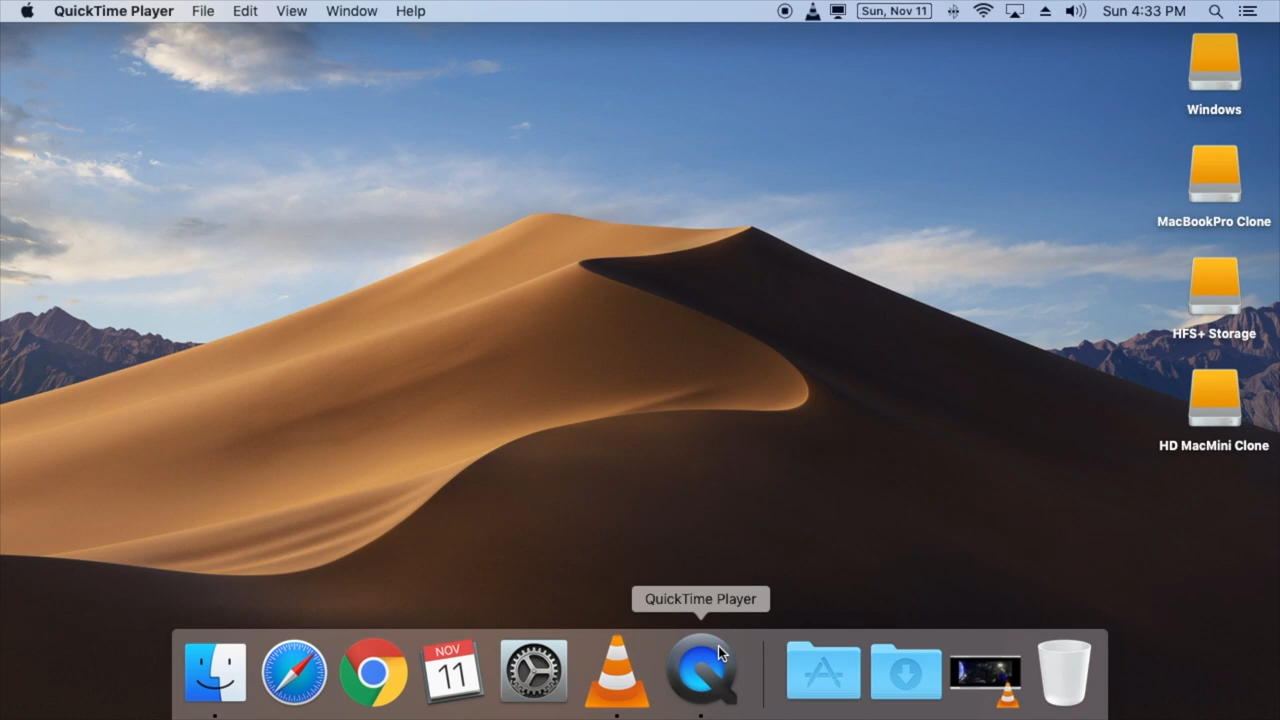 QuickTime Player File Edit View Window Help Sun, Nov 11 Sun 4:33 PM
Windows
MacBookPro Clone
HFS+ Storage
HD MacMini Clone
QuickTime Player
NOV
11